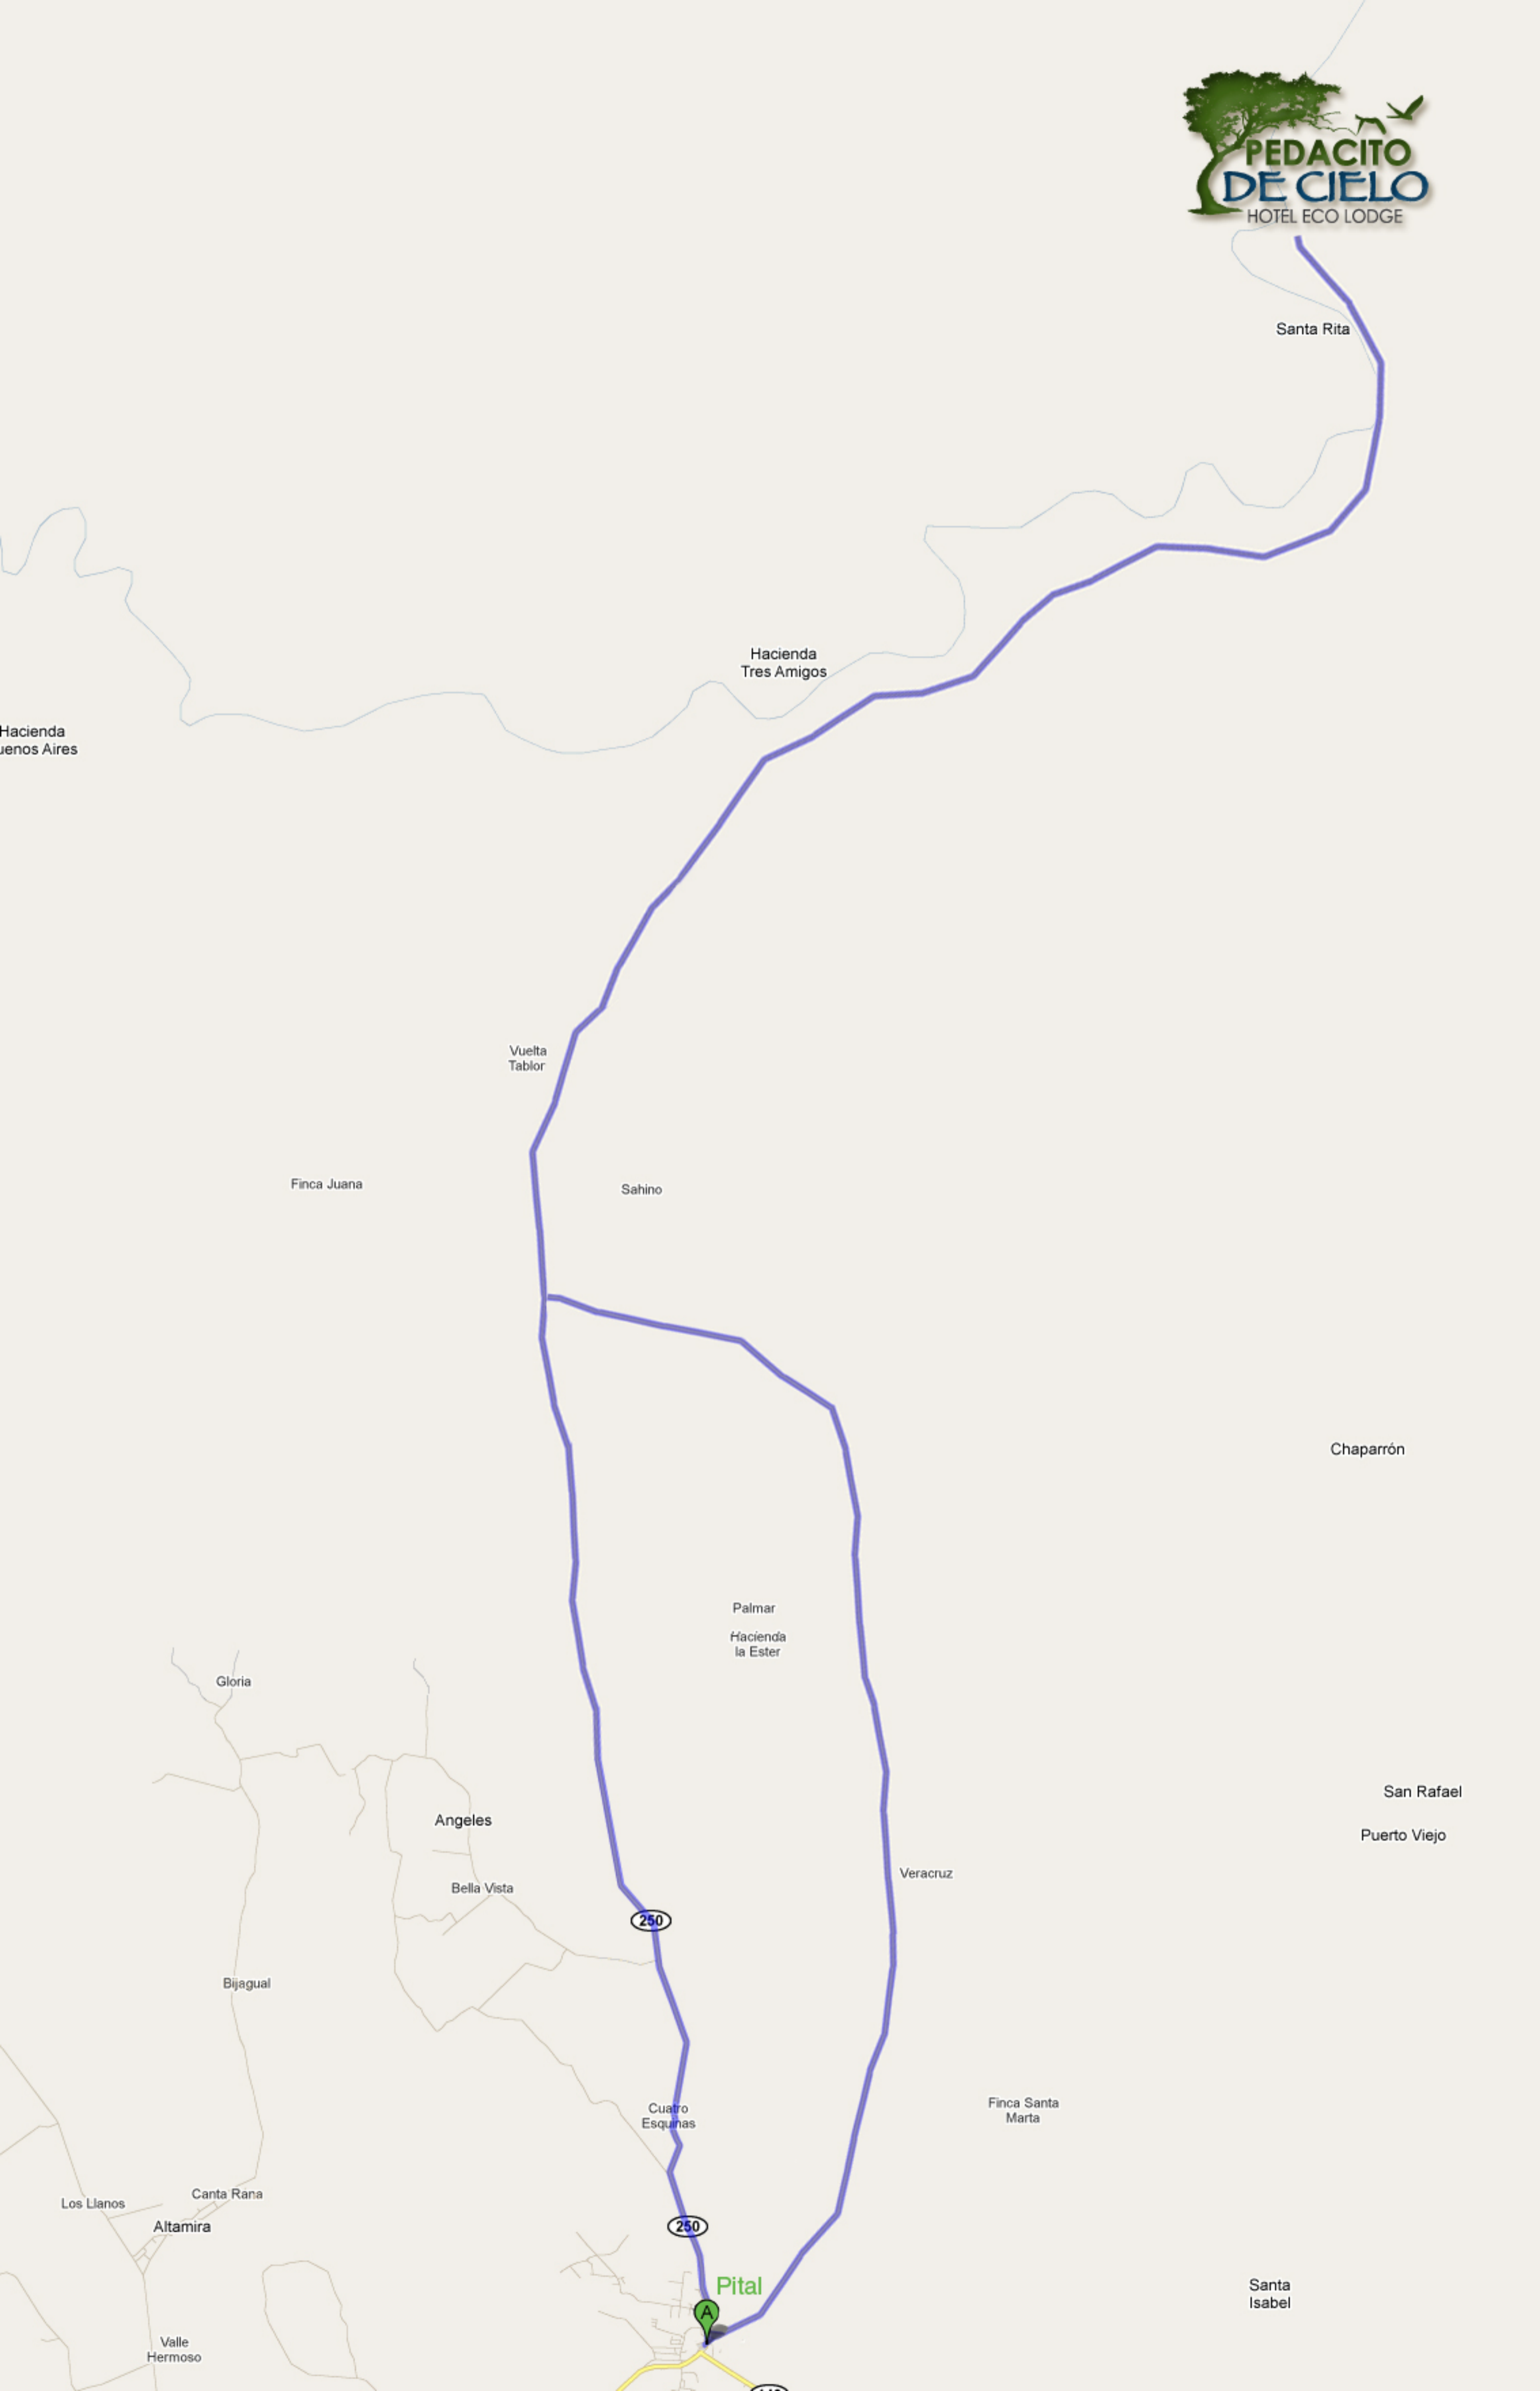 PEDACITO
DE CIELO
HOTEL ECO LODGE
Santa Rita
Hacienda
Tres Amigos
Hacienda
uenos Aires
Vuelta
Tablor
Finca Juana
Sahino
Chaparrón
Palmar
Hacienda
la Ester
Gloria
San Rafael
Angeles
Puerto Viejo
Veracruz
Bella Vista
250
Bijagual
Finca Santa
Marta
Cuatro
Esquinas
Canta Rana
Los Llanos
Altamira
250
Pital
Santa
Isabel
A
Valle
Hermoso